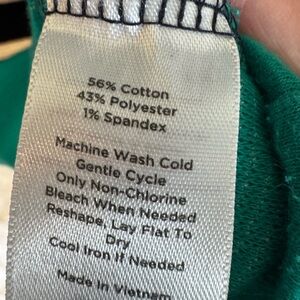 56% Cotton
43% Polyester
1% Spandex
Machine Wash Cold
Gentle Cycle
Only Non-Chlorine
Bleach When Needed
Reshape, Lay Flat To
Dry
Cool Iron If Needed
Made In Vietnam